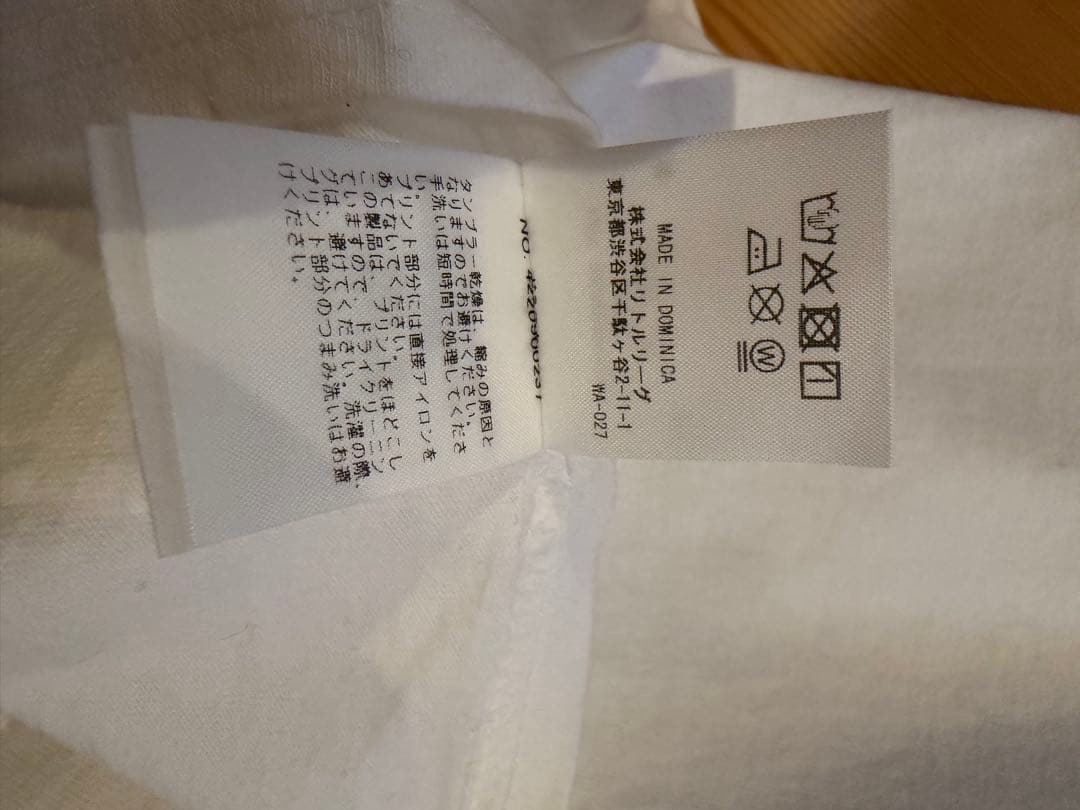 W
MADE IN DOMINICA
株式会社リトルリーグ
東京都渋谷区千駄ヶ谷2-11-1
WA-027
NO.
タンブラー乾燥は、縮みの原因と
なりますのでお避けください。
手洗いは短時間で処理してくださ
い。
プリント部分には直接アイロンを
あてないでください。
この製品は、プリントをほどこし
ていますので、ドライクリーニン
グは、避けてください。洗濯の際、
プリント部分のつまみ洗いはお避
けください。